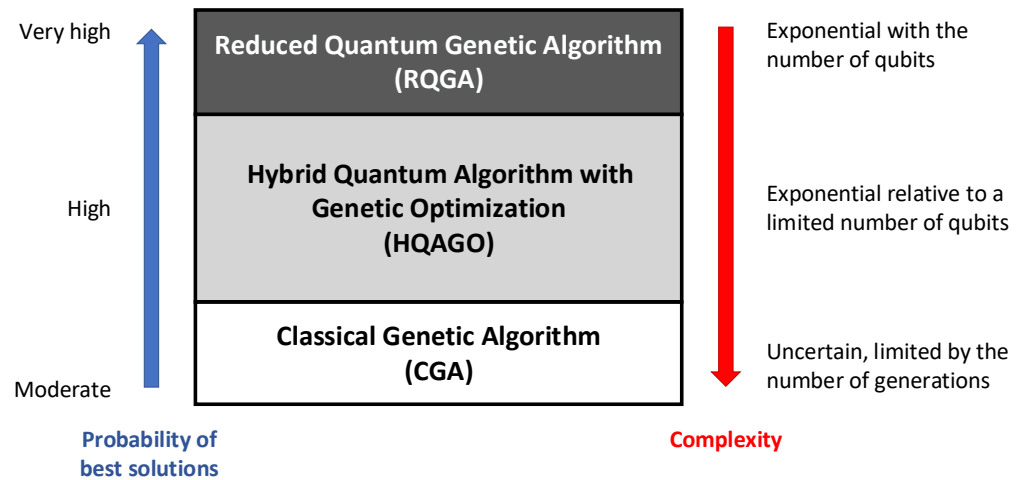 Very high
Reduced Quantum Genetic Algorithm
(RQGA)
Exponential with the
number of qubits
High
Hybrid Quantum Algorithm with
Genetic Optimization
(HQAGO)
Exponential relative to a
limited number of qubits
Moderate
Classical Genetic Algorithm
(CGA)
Uncertain, limited by the
number of generations
Probability of
best solutions
Complexity